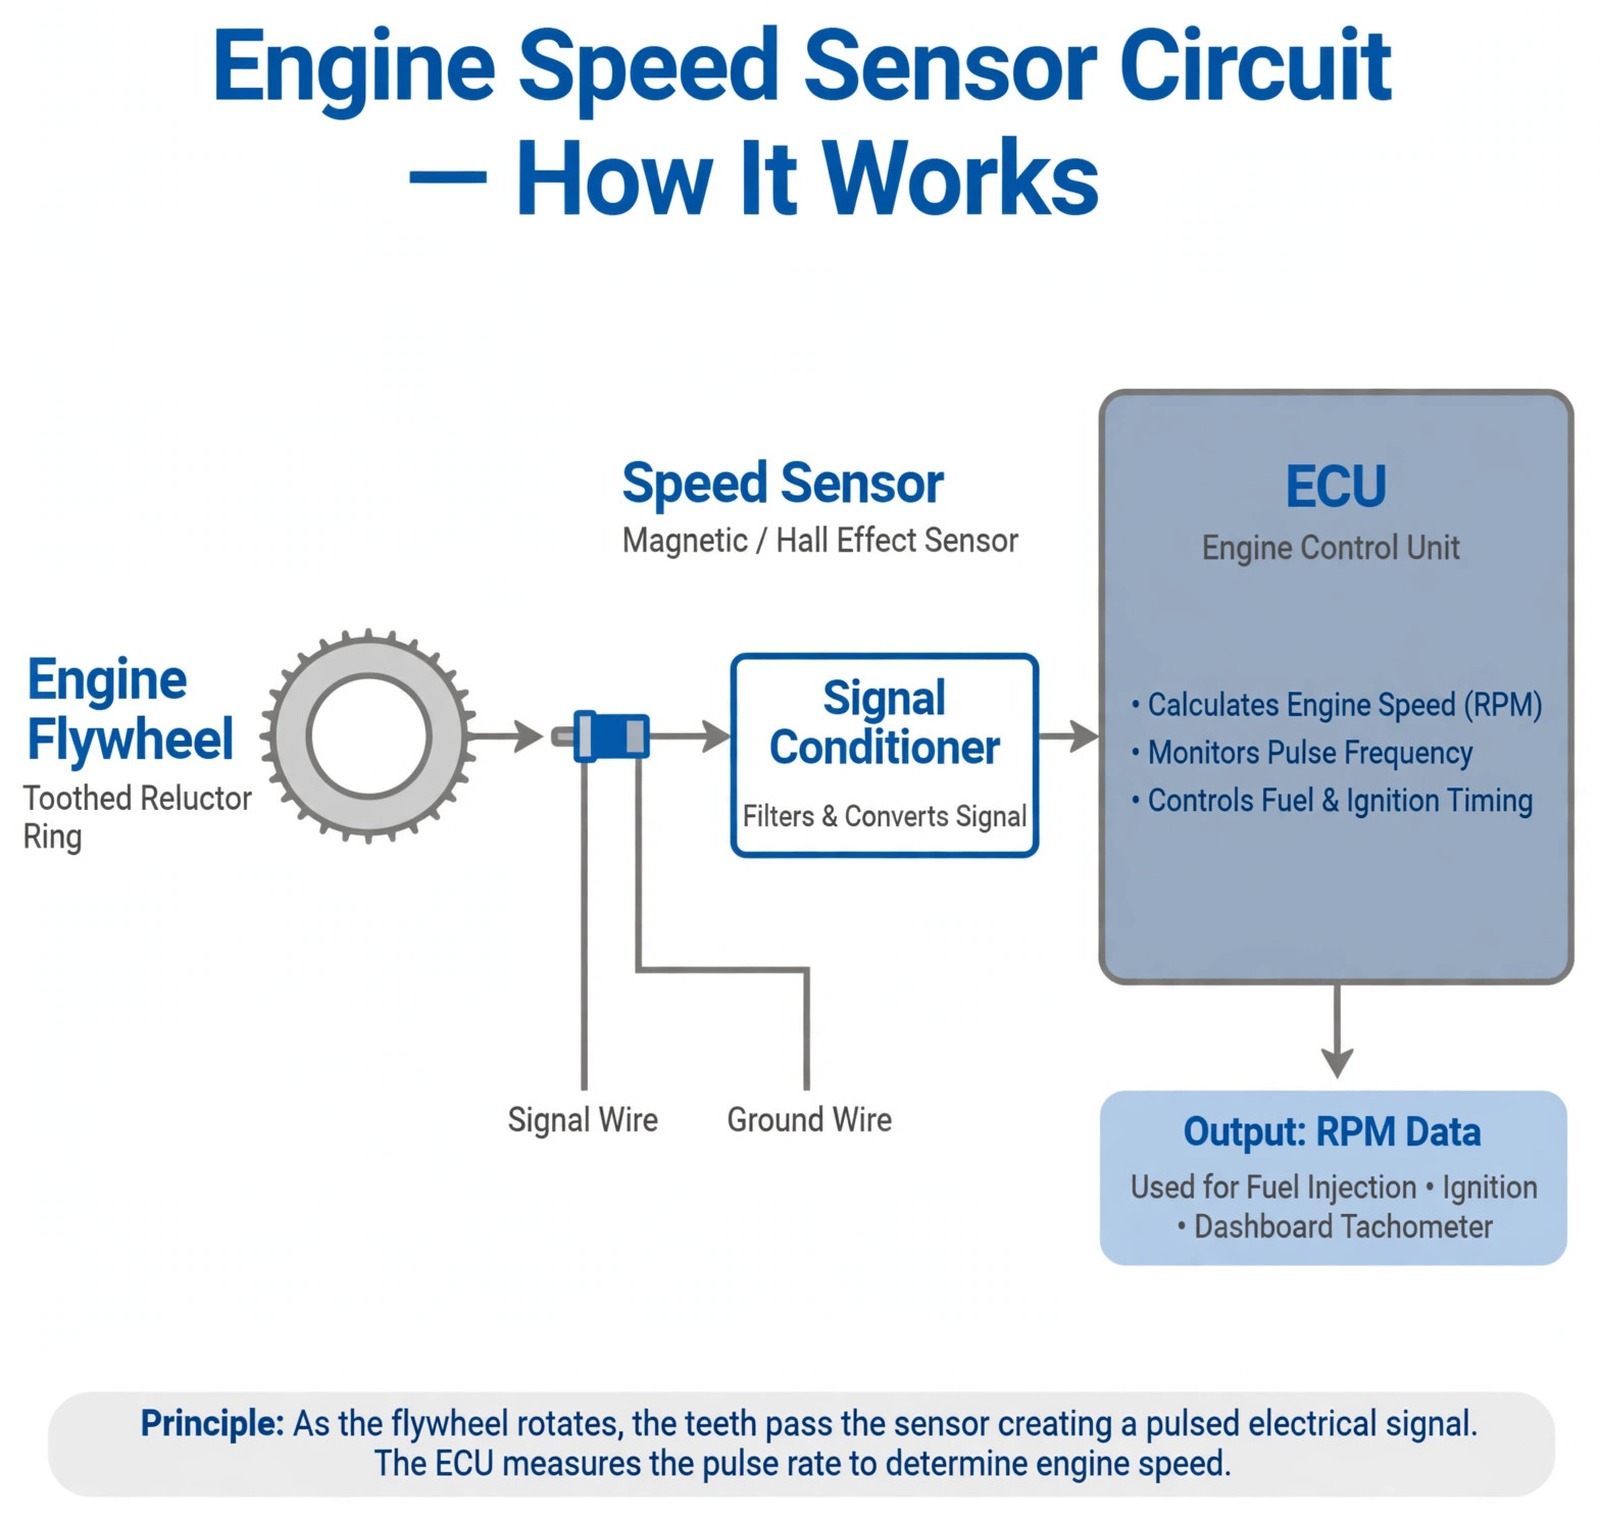 Engine Speed Sensor Circuit
— How It Works
Speed Sensor
Magnetic / Hall Effect Sensor
ECU
Engine Control Unit
Engine
Flywheel
Toothed Reluctor
Ring
Signal
Conditioner
Filters & Converts Signal
• Calculates Engine Speed (RPM)
• Monitors Pulse Frequency
• Controls Fuel & Ignition Timing
Signal Wire
Ground Wire
Output: RPM Data
Used for Fuel Injection • Ignition
• Dashboard Tachometer
Principle: As the flywheel rotates, the teeth pass the sensor creating a pulsed electrical signal.
The ECU measures the pulse rate to determine engine speed.